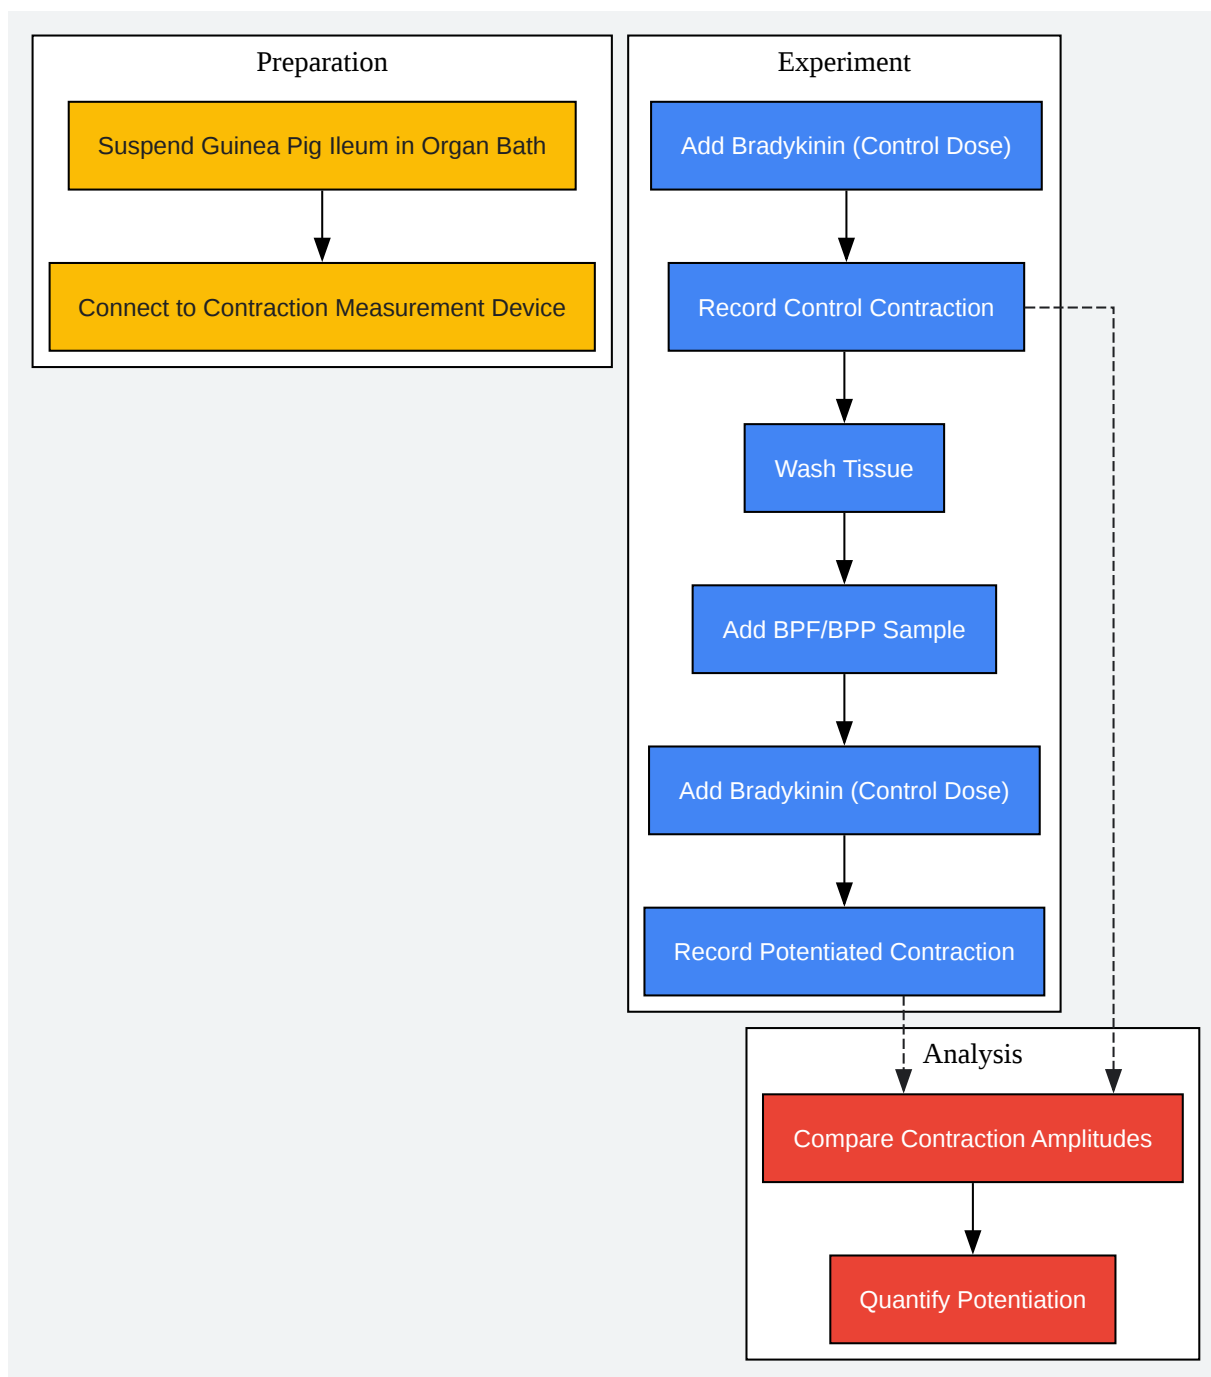 Preparation
Suspend Guinea Pig Ileum in Organ Bath
Connect to Contraction Measurement Device
Experiment
Add Bradykinin (Control Dose)
Record Control Contraction
Wash Tissue
Add BPF/BPP Sample
Add Bradykinin (Control Dose)
Record Potentiated Contraction
Analysis
Compare Contraction Amplitudes
Quantify Potentiation